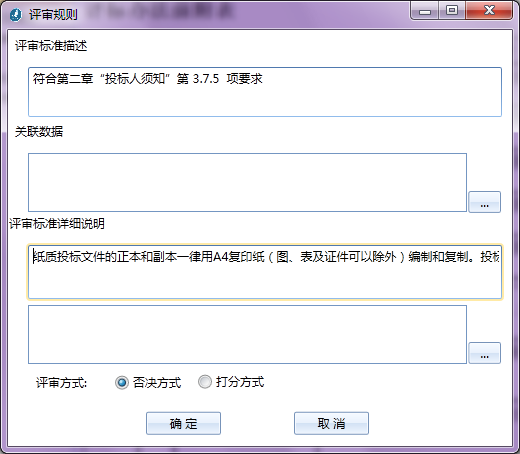 评审规则
评审标准描述
符合第二章“投标人须知”第 3.7.5 项要求
关联数据
...
评审标准详细说明
纸质投标文件的正本和副本一律用A4复印纸（图、表及证件可以除外）编制和复制。投标
...
评审方式: 否决方式 打分方式
确 定 取 消